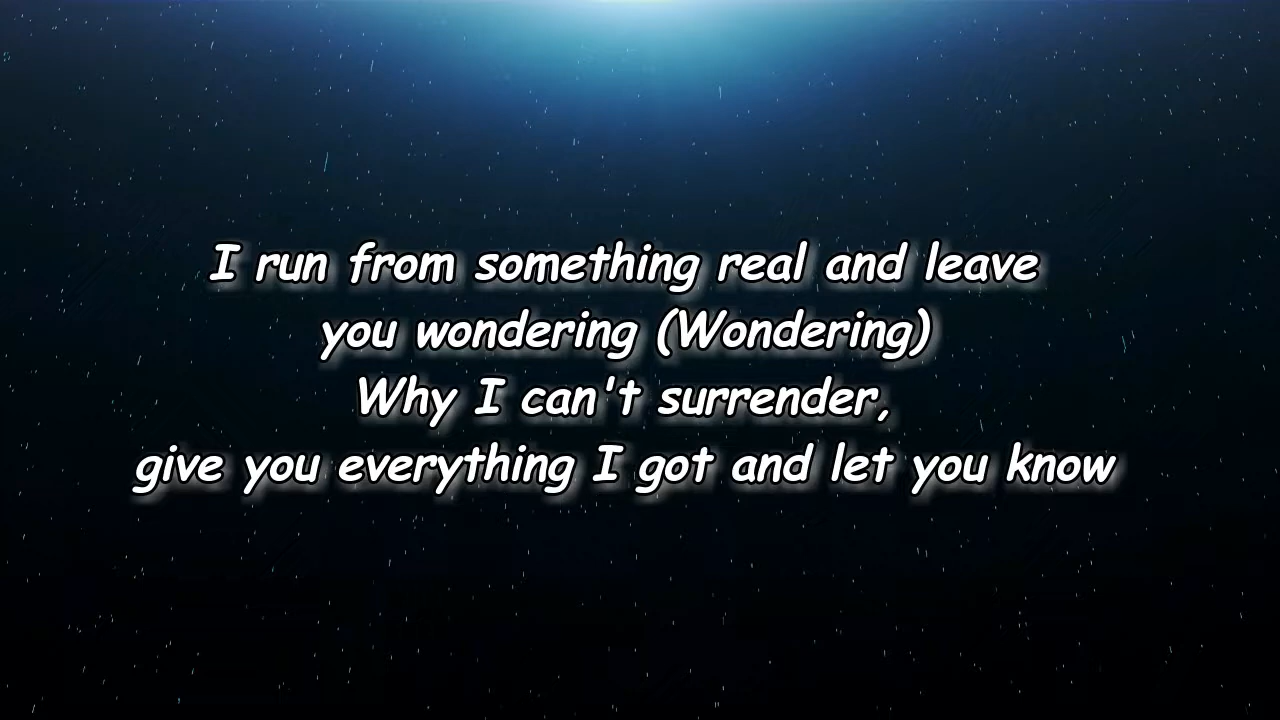 I run from something real and leave
you wondering (Wondering)
Why I can't surrender,
give you everything I got and let you know